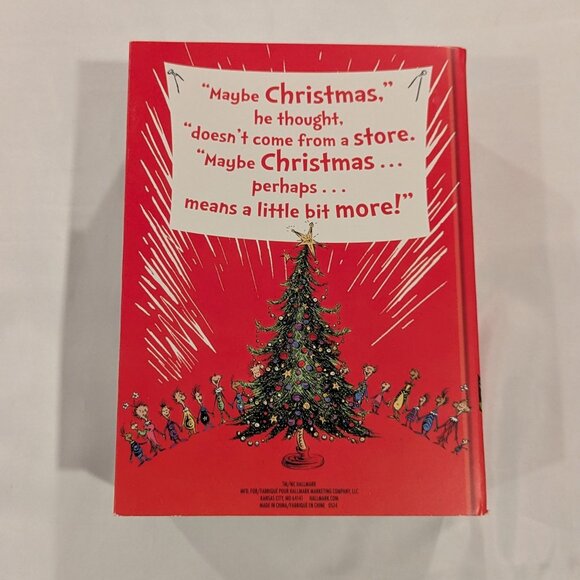 “Maybe Christmas,”
he thought,
“doesn't come from a store.
“Maybe Christmas...
perhaps...
means a little bit more!”
TM/MC HALLMARK
MFD. FOR/FABRIQUÉ POUR HALLMARK MARKETING COMPANY, LLC.
KANSAS CITY, MO 64141 HALLMARK.COM
MADE IN CHINA/FABRIQUÉ EN CHINE 0524